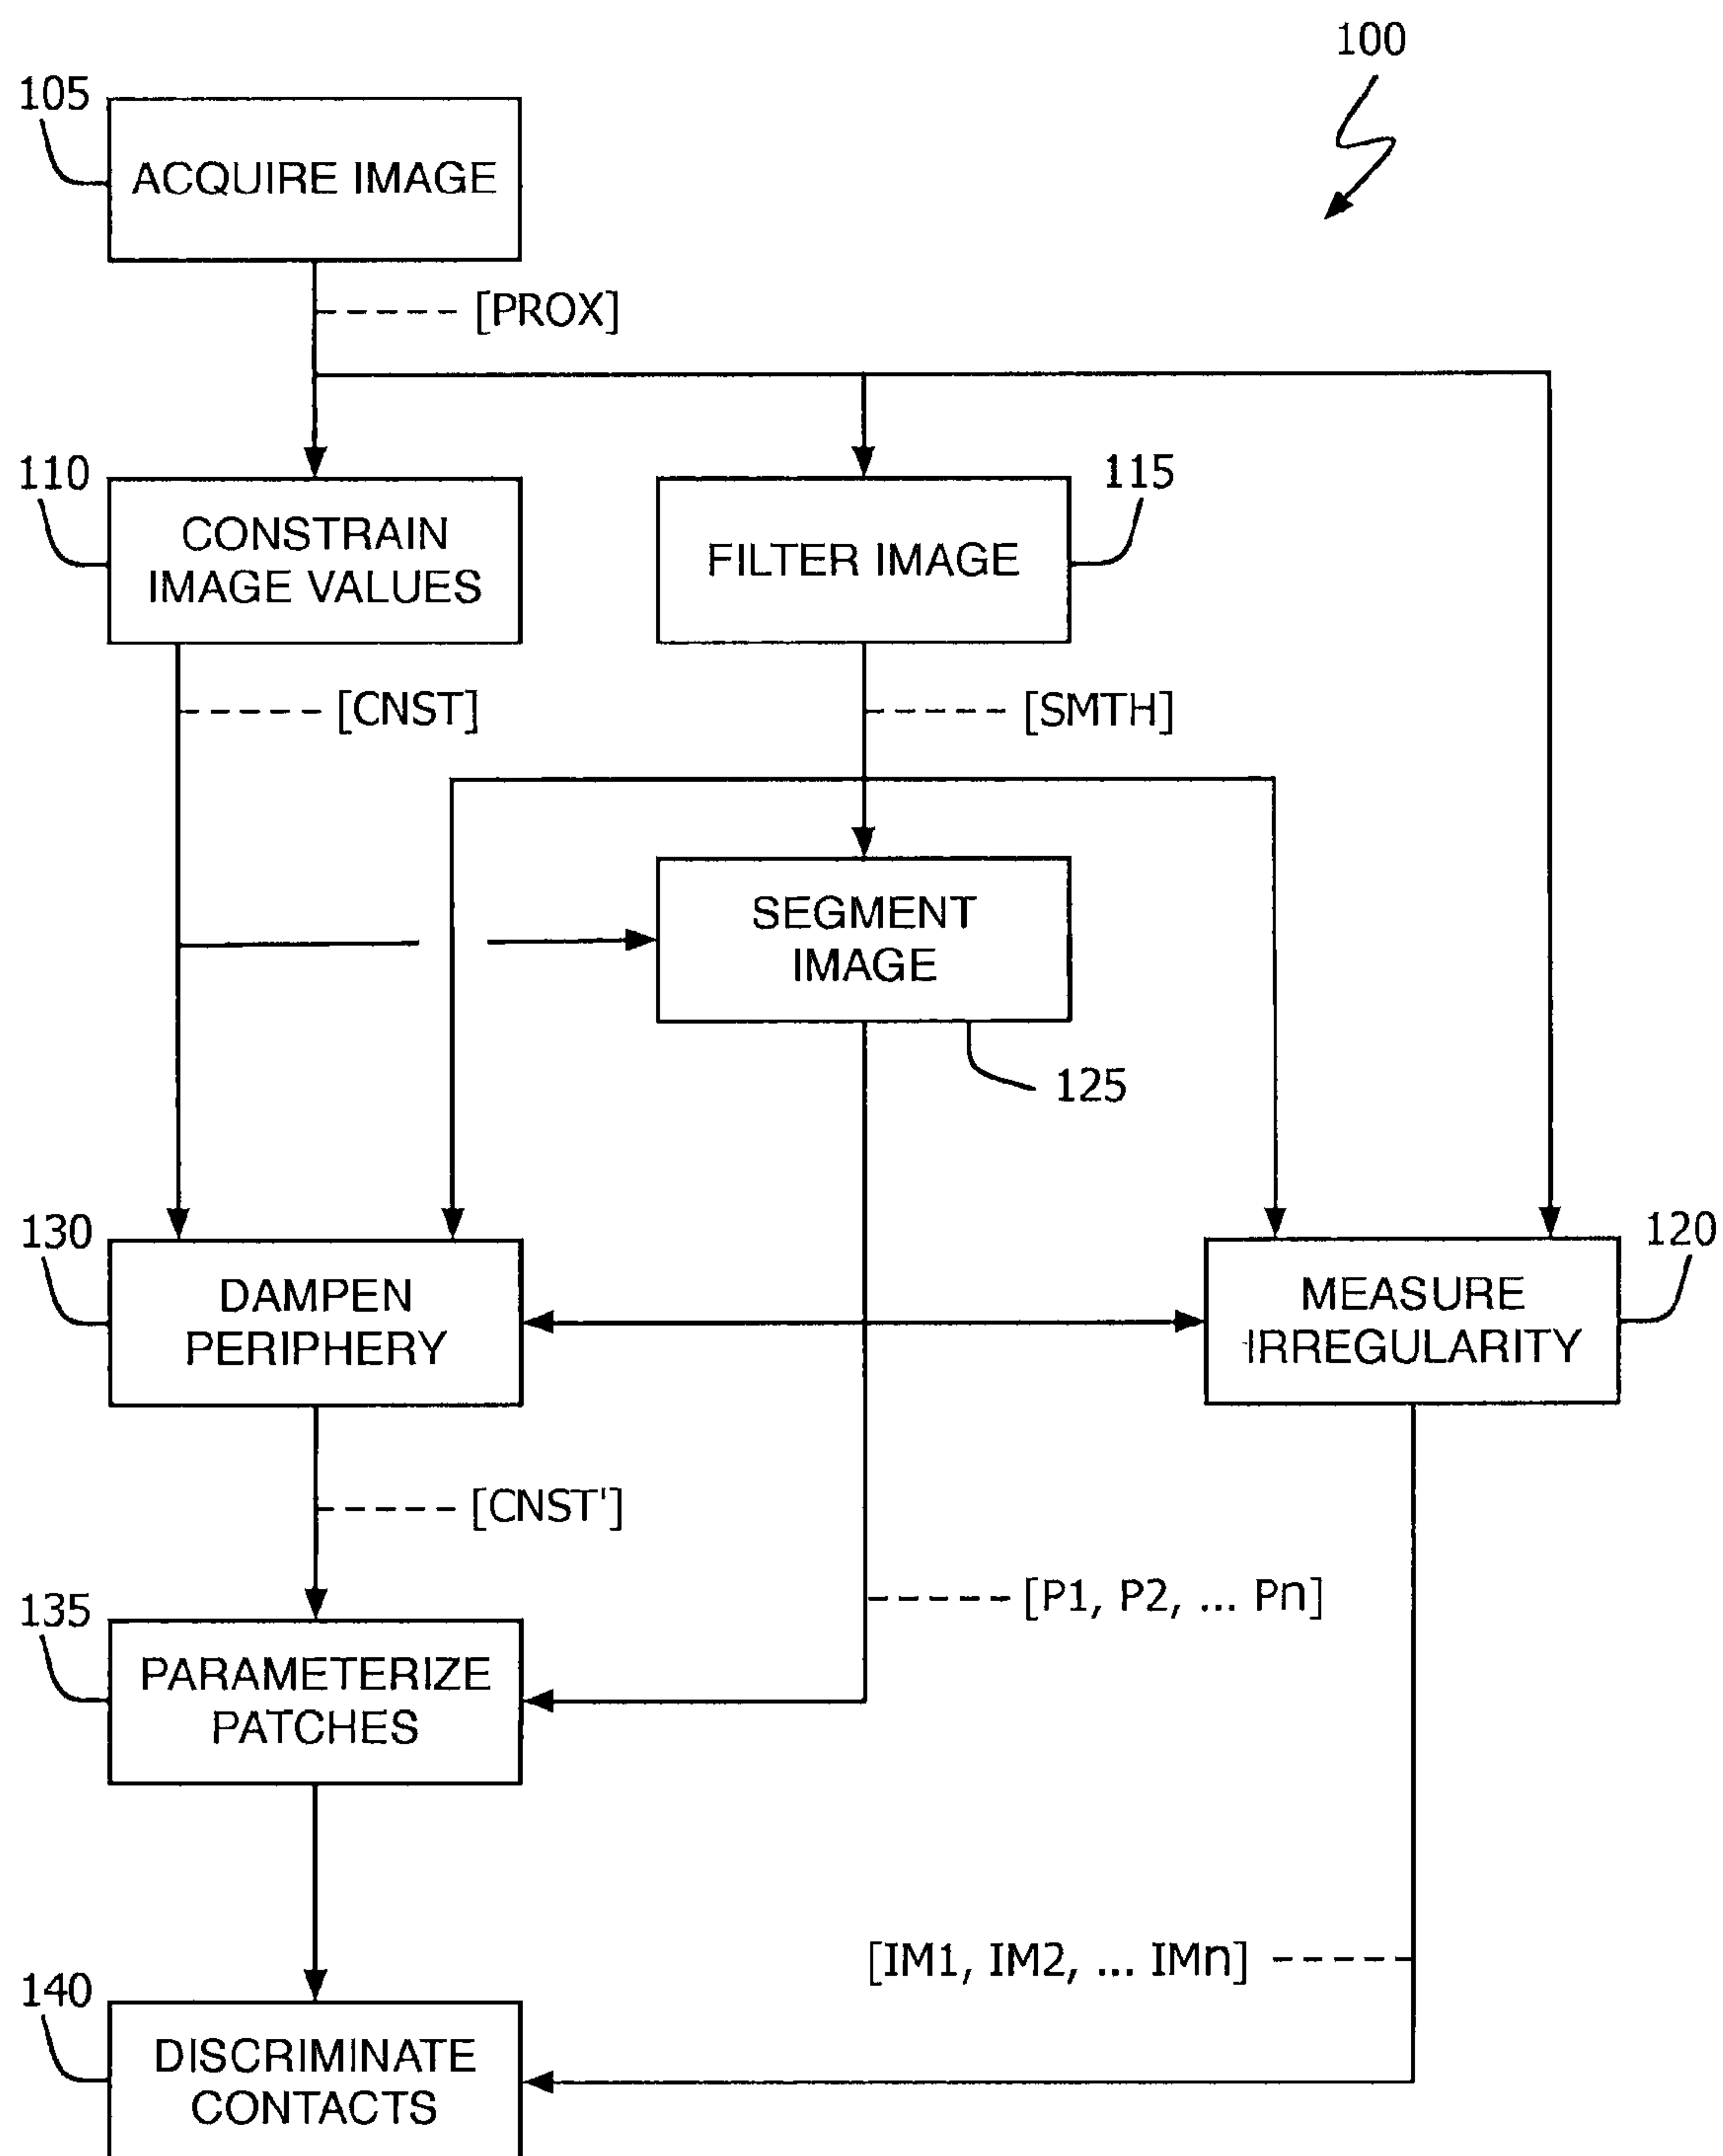 100
105
ACQUIRE IMAGE
[PROX]
110
CONSTRAIN
IMAGE VALUES
115
FILTER IMAGE
[CNST]
[SMTH]
SEGMENT
IMAGE
125
130
DAMPEN
PERIPHERY
120
MEASURE
IRREGULARITY
[CNST']
[P1, P2, ... Pn]
135
PARAMETERIZE
PATCHES
[IM1, IM2, ... IMn]
140
DISCRIMINATE
CONTACTS